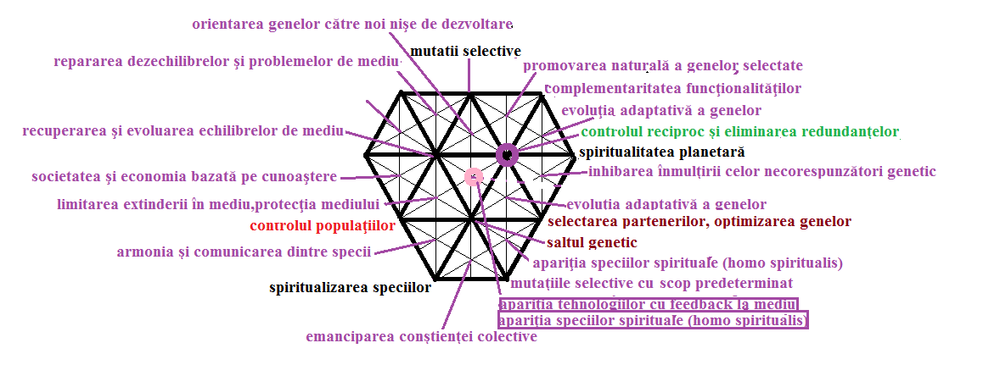 orientarea genelor către noi nişe de dezvoltare
mutatii selective
repararea dezechilibrelor şi problemelor de mediu
promovarea naturală a genelor selectate
complementaritatea funcţionalităţilor
evoluţia adaptativă a genelor
recuperarea şi evoluarea echilibrelor de mediu
controlul reciproc și eliminarea redundanţelor
spiritualitatea planetară
societatea şi economia bazată pe cunoaştere
inhibarea înmulţirii celor necorespunzători genetic
limitarea extinderii în mediu,protecţia mediului
evolutia adaptativă a genelor
controlul populaţiilor
selectarea partenerilor, optimizarea genelor
saltul genetic
armonia și comunicarea dintre specii
apariţia speciilor spirituale (homo spiritualis)
spiritualizarea speciilor
mutaţiile selective cu scop predeterminat
apariţia tehnologiilor cu feedback la mediu
apariţia speciilor spirituale (homo spiritualis)
emanciparea conştienţei colective